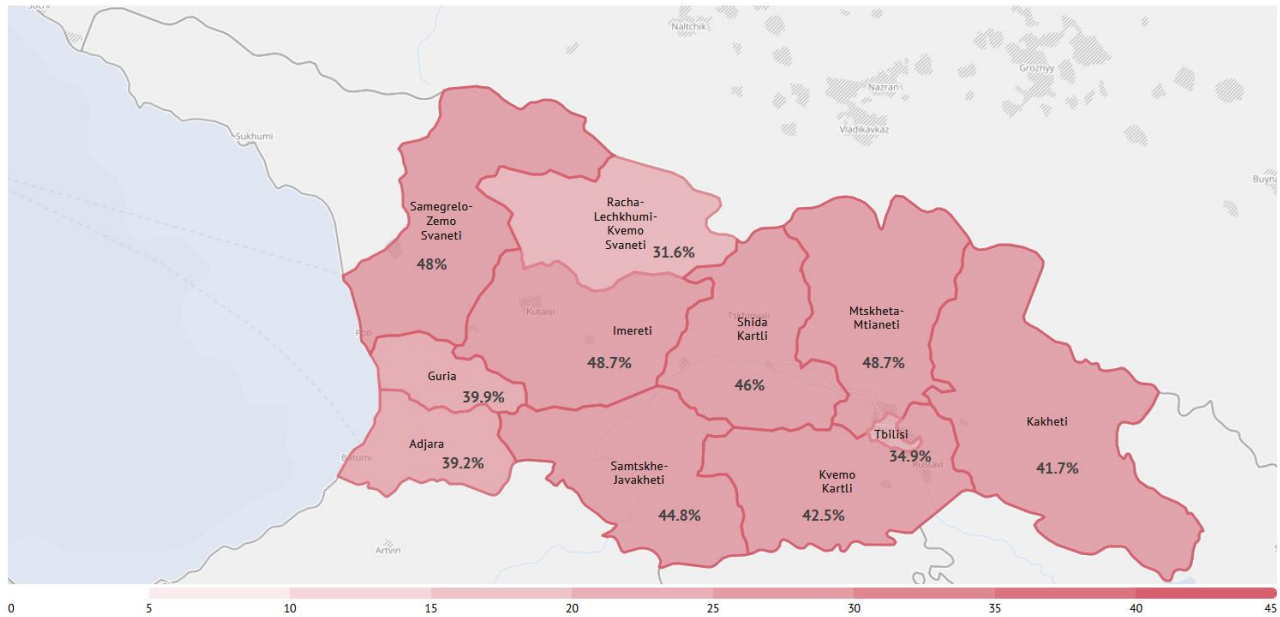 Sochi
Naltchik
Groznyy
Nazran
Vladikavkaz
Sukhumi
Samegrelo-
Zemo
Svaneti
48%
Racha-
Lechkhumi-
Kvemo
Svaneti
31.6%
Kutaisi
Imereti
48.7%
Tskhinvali
Shida
Kartli
46%
Mtskheta-
Mtianeti
48.7%
Poti
Guria
39.9%
Adjara
39.2%
Batumi
Samtskhe-
Javakheti
44.8%
Kvemo
Kartli
42.5%
Tbilisi
34.9%
Rustavi
Kakheti
41.7%
Artvin
0
5
10
15
20
25
30
35
40
45